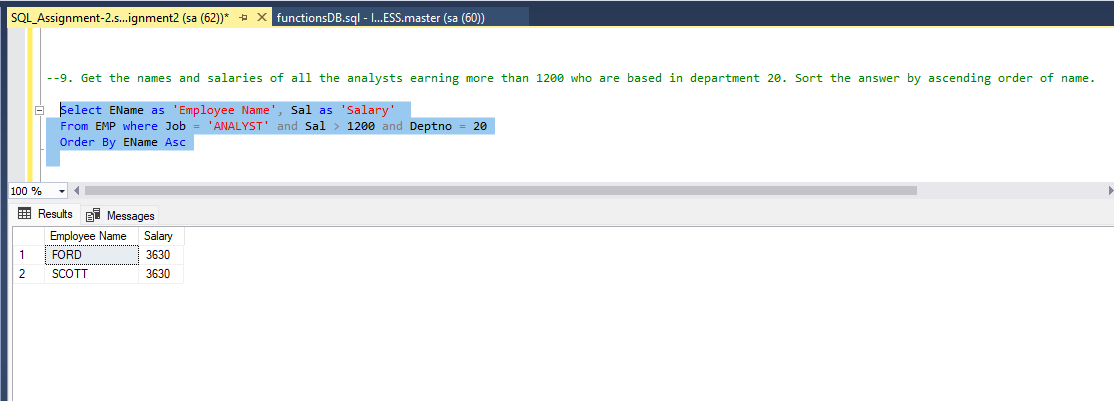 SQL_Assignment-2.s...ignment2 (sa (62))* functionsDB.sql - I...ESS.master (sa (60))
--9. Get the names and salaries of all the analysts earning more than 1200 who are based in department 20. Sort the answer by ascending order of name.
Select EName as 'Employee Name', Sal as 'Salary'
From EMP where Job = 'ANALYST' and Sal > 1200 and Deptno = 20
Order By EName Asc
100 %
Results Messages
Employee Name Salary
1 FORD 3630
2 SCOTT 3630